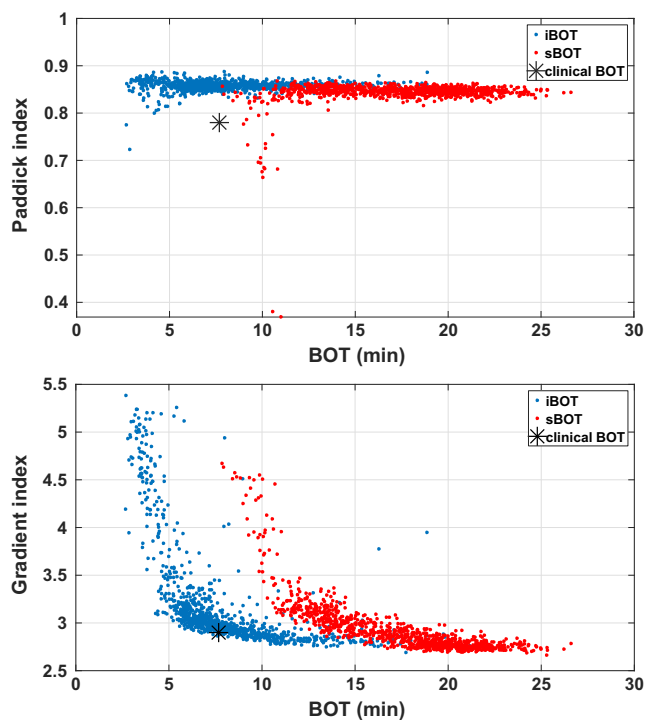 1
0.9
0.8
0.7
0.6
0.5
0.4
Paddick index
iBOT
sBOT
clinical BOT
0 5 10 15 20 25 30
BOT (min)
5.5
5
4.5
4
3.5
3
2.5
Gradient index
iBOT
sBOT
clinical BOT
0 5 10 15 20 25 30
BOT (min)